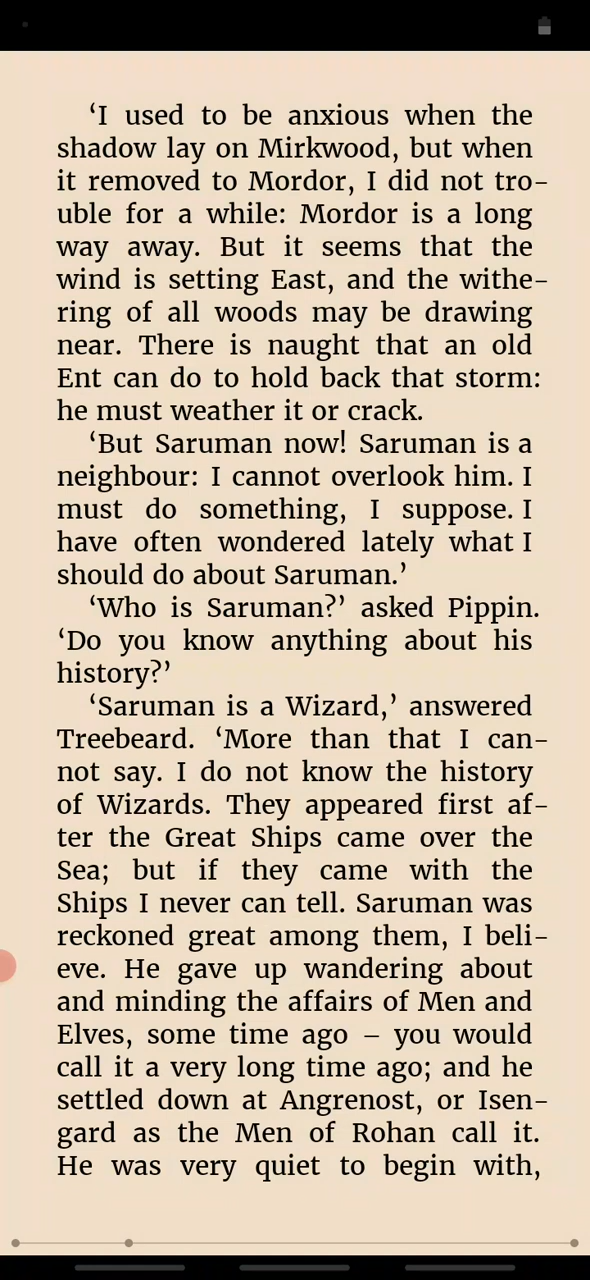 ‘I used to be anxious when the
shadow lay on Mirkwood, but when
it removed to Mordor, I did not tro-
uble for a while: Mordor is a long
way away. But it seems that the
wind is setting East, and the withe-
ring of all woods may be drawing
near. There is naught that an old
Ent can do to hold back that storm:
he must weather it or crack.
‘But Saruman now! Saruman is a
neighbour: I cannot overlook him. I
must do something, I suppose. I
have often wondered lately what I
should do about Saruman.’
‘Who is Saruman?’ asked Pippin.
‘Do you know anything about his
history?’
‘Saruman is a Wizard,’ answered
Treebeard. ‘More than that I can-
not say. I do not know the history
of Wizards. They appeared first af-
ter the Great Ships came over the
Sea; but if they came with the
Ships I never can tell. Saruman was
reckoned great among them, I beli-
eve. He gave up wandering about
and minding the affairs of Men and
Elves, some time ago – you would
call it a very long time ago; and he
settled down at Angrenost, or Isen-
gard as the Men of Rohan call it.
He was very quiet to begin with,